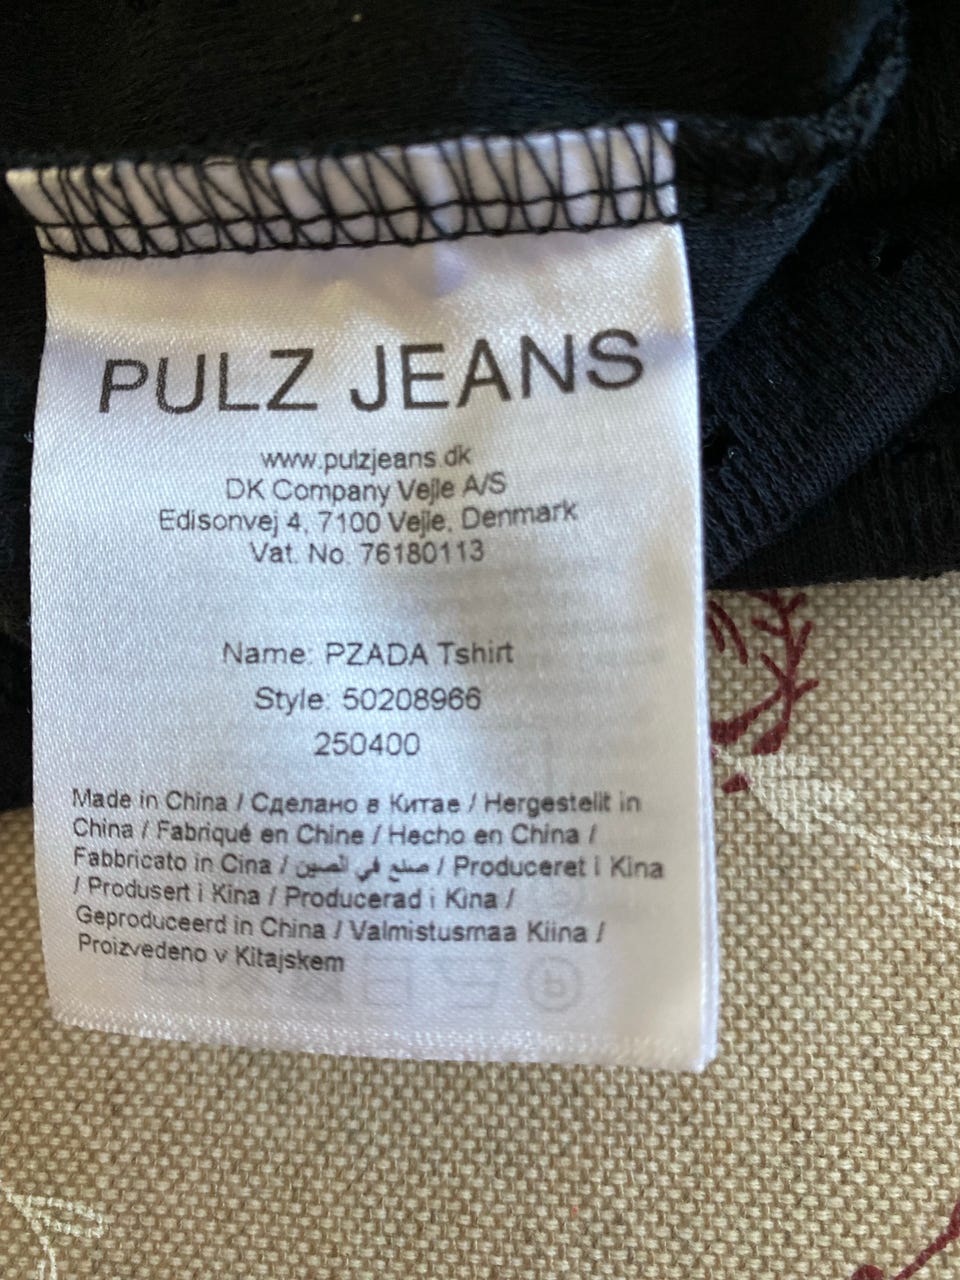 PULZ JEANS
www.pulzjeans.dk
DK Company Vejle A/S
Edisonvej 4, 7100 Vejle, Denmark
Vat. No. 76180113
Name: PZADA Tshirt
Style: 50208966
250400
Made in China / Сделано в Китае / Hergestellt in
China / Fabriqué en Chine / Hecho en China /
Fabbricato in Cina / صنع في الصين / Produceret i Kina
/ Produsert i Kina / Producerad i Kina /
Geproduceerd in China / Valmistusmaa Kiina /
Proizvedeno v Kitajskem